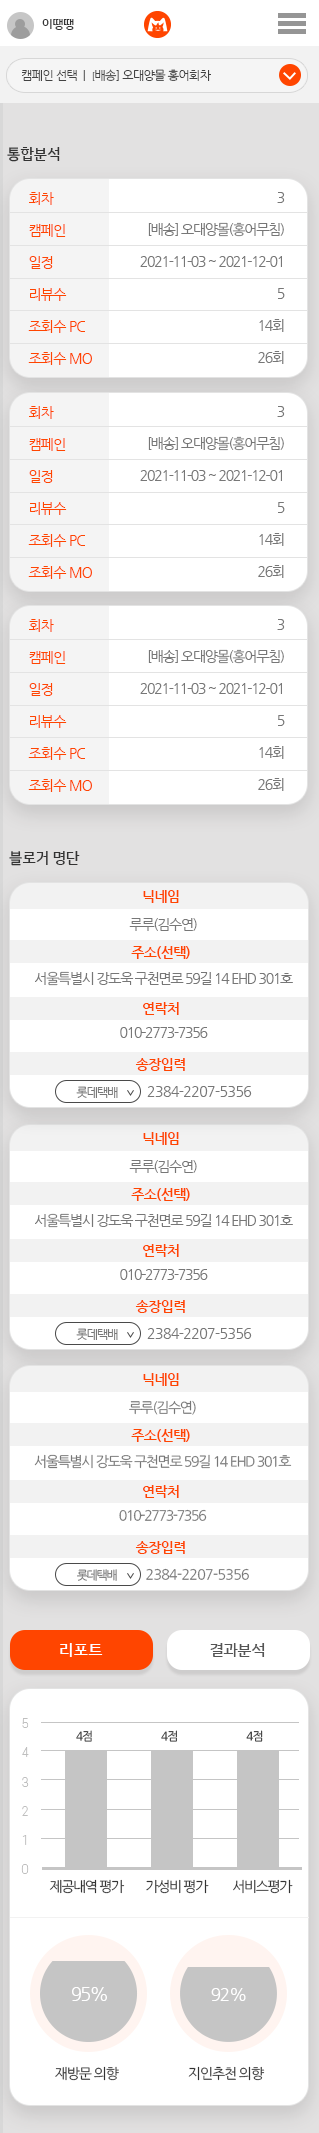 이땡땡
캠페인 선택 | [배송] 오대양몰 홍어회차
통합분석
회차 3
캠페인 [배송] 오대양몰(홍어무침)
일정 2021-11-03 ~ 2021-12-01
리뷰수 5
조회수 PC 14회
조회수 MO 26회
회차 3
캠페인 [배송] 오대양몰(홍어무침)
일정 2021-11-03 ~ 2021-12-01
리뷰수 5
조회수 PC 14회
조회수 MO 26회
회차 3
캠페인 [배송] 오대양몰(홍어무침)
일정 2021-11-03 ~ 2021-12-01
리뷰수 5
조회수 PC 14회
조회수 MO 26회
블로거 명단
닉네임
루루(김수연)
주소(선택)
서울특별시 강도욱 구천면로 59길 14 EHD 301호
연락처
010-2773-7356
송장입력
롯데택배 2384-2207-5356
닉네임
루루(김수연)
주소(선택)
서울특별시 강도욱 구천면로 59길 14 EHD 301호
연락처
010-2773-7356
송장입력
롯데택배 2384-2207-5356
닉네임
루루(김수연)
주소(선택)
서울특별시 강도욱 구천면로 59길 14 EHD 301호
연락처
010-2773-7356
송장입력
롯데택배 2384-2207-5356
리포트 결과분석
5
4점 4점 4점
4
3
2
1
0
제공내역 평가 가성비 평가 서비스평가
95% 92%
재방문 의향 지인추천 의향